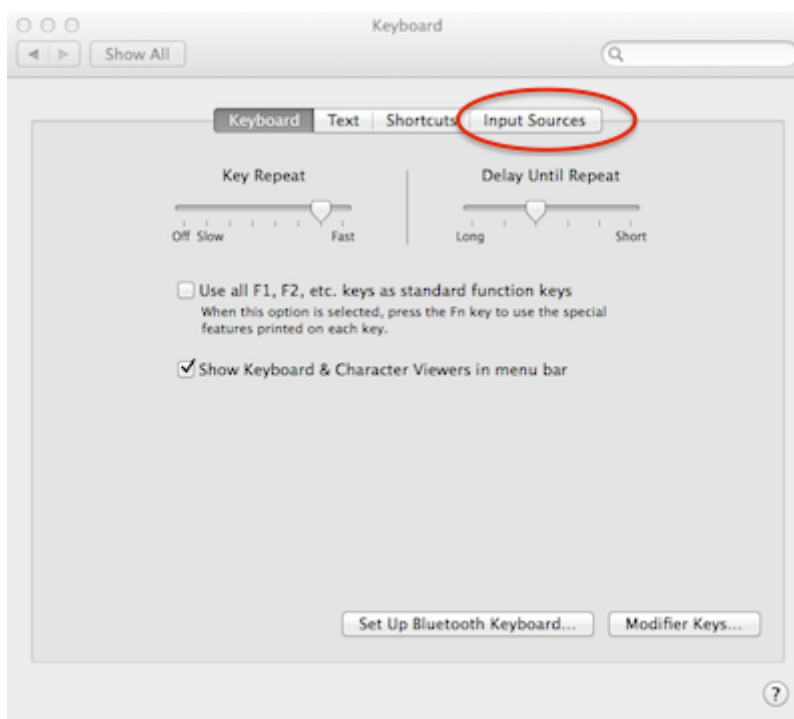 Keyboard
Show All
Keyboard Text Shortcuts Input Sources
Key Repeat Delay Until Repeat
Off Slow Fast Long Short
Use all F1, F2, etc. keys as standard function keys
When this option is selected, press the Fn key to use the special
features printed on each key.
Show Keyboard & Character Viewers in menu bar
Set Up Bluetooth Keyboard... Modifier Keys...
?